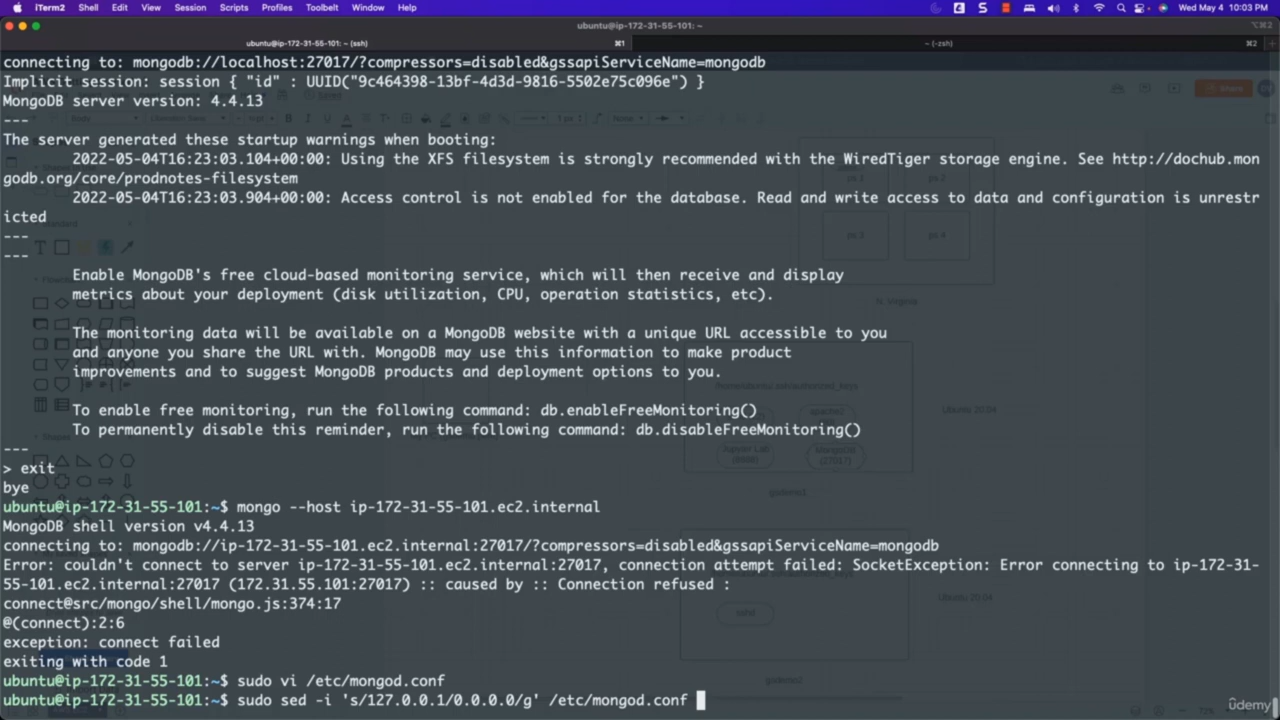 iTerm2 Shell Edit View Session Scripts Profiles Toolbelt Window Help Wed May 4 10:03 PM
ubuntu@ip-172-31-55-101: ~
ubuntu@ip-172-31-55-101: ~ (ssh) ⌘1 ~ (-zsh) ⌘2
connecting to: mongodb://localhost:27017/?compressors=disabled&gssapiServiceName=mongodb
Implicit session: session { "id" : UUID("9c464398-13bf-4d3d-9816-5502e75c096e") }
MongoDB server version: 4.4.13
---
The server generated these startup warnings when booting:
2022-05-04T16:23:03.104+00:00: Using the XFS filesystem is strongly recommended with the WiredTiger storage engine. See http://dochub.mon
godb.org/core/prodnotes-filesystem
2022-05-04T16:23:03.904+00:00: Access control is not enabled for the database. Read and write access to data and configuration is unrestr
icted
---
---
Enable MongoDB's free cloud-based monitoring service, which will then receive and display
metrics about your deployment (disk utilization, CPU, operation statistics, etc).
The monitoring data will be available on a MongoDB website with a unique URL accessible to you
and anyone you share the URL with. MongoDB may use this information to make product
improvements and to suggest MongoDB products and deployment options to you.
To enable free monitoring, run the following command: db.enableFreeMonitoring()
To permanently disable this reminder, run the following command: db.disableFreeMonitoring()
---
> exit
bye
ubuntu@ip-172-31-55-101:~$ mongo --host ip-172-31-55-101.ec2.internal
MongoDB shell version v4.4.13
connecting to: mongodb://ip-172-31-55-101.ec2.internal:27017/?compressors=disabled&gssapiServiceName=mongodb
Error: couldn't connect to server ip-172-31-55-101.ec2.internal:27017, connection attempt failed: SocketException: Error connecting to ip-172-31-
55-101.ec2.internal:27017 (172.31.55.101:27017) :: caused by :: Connection refused :
connect@src/mongo/shell/mongo.js:374:17
@(connect):2:6
exception: connect failed
exiting with code 1
ubuntu@ip-172-31-55-101:~$ sudo vi /etc/mongod.conf
ubuntu@ip-172-31-55-101:~$ sudo sed -i 's/127.0.0.1/0.0.0.0/g' /etc/mongod.conf
Share
N. Virginia
Ubuntu 20.04
Jupyter Lab
MongoDB
(27017)
Ubuntu 20.04
sshd
udemy